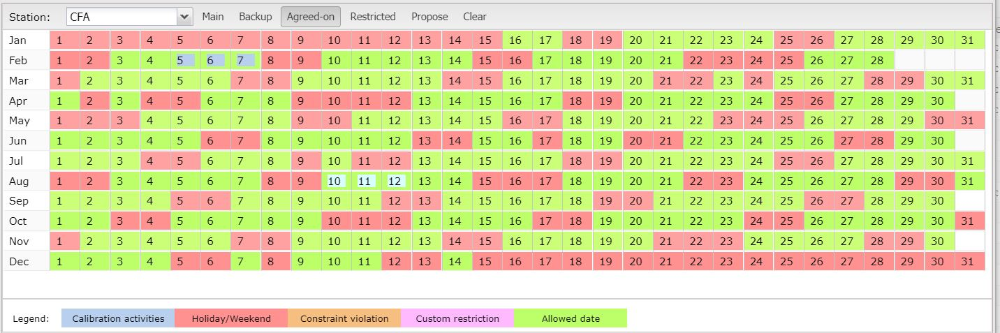 Station: CFA Main Backup Agreed-on Restricted Propose Clear
Jan 1 2 3 4 5 6 7 8 9 10 11 12 13 14 15 16 17 18 19 20 21 22 23 24 25 26 27 28 29 30 31
Feb 1 2 3 4 5 6 7 8 9 10 11 12 13 14 15 16 17 18 19 20 21 22 23 24 25 26 27 28
Mar 1 2 3 4 5 6 7 8 9 10 11 12 13 14 15 16 17 18 19 20 21 22 23 24 25 26 27 28 29 30 31
Apr 1 2 3 4 5 6 7 8 9 10 11 12 13 14 15 16 17 18 19 20 21 22 23 24 25 26 27 28 29 30
May 1 2 3 4 5 6 7 8 9 10 11 12 13 14 15 16 17 18 19 20 21 22 23 24 25 26 27 28 29 30 31
Jun 1 2 3 4 5 6 7 8 9 10 11 12 13 14 15 16 17 18 19 20 21 22 23 24 25 26 27 28 29 30
Jul 1 2 3 4 5 6 7 8 9 10 11 12 13 14 15 16 17 18 19 20 21 22 23 24 25 26 27 28 29 30 31
Aug 1 2 3 4 5 6 7 8 9 10 11 12 13 14 15 16 17 18 19 20 21 22 23 24 25 26 27 28 29 30 31
Sep 1 2 3 4 5 6 7 8 9 10 11 12 13 14 15 16 17 18 19 20 21 22 23 24 25 26 27 28 29 30
Oct 1 2 3 4 5 6 7 8 9 10 11 12 13 14 15 16 17 18 19 20 21 22 23 24 25 26 27 28 29 30 31
Nov 1 2 3 4 5 6 7 8 9 10 11 12 13 14 15 16 17 18 19 20 21 22 23 24 25 26 27 28 29 30
Dec 1 2 3 4 5 6 7 8 9 10 11 12 13 14 15 16 17 18 19 20 21 22 23 24 25 26 27 28 29 30 31
Legend: Calibration activities Holiday/Weekend Constraint violation Custom restriction Allowed date